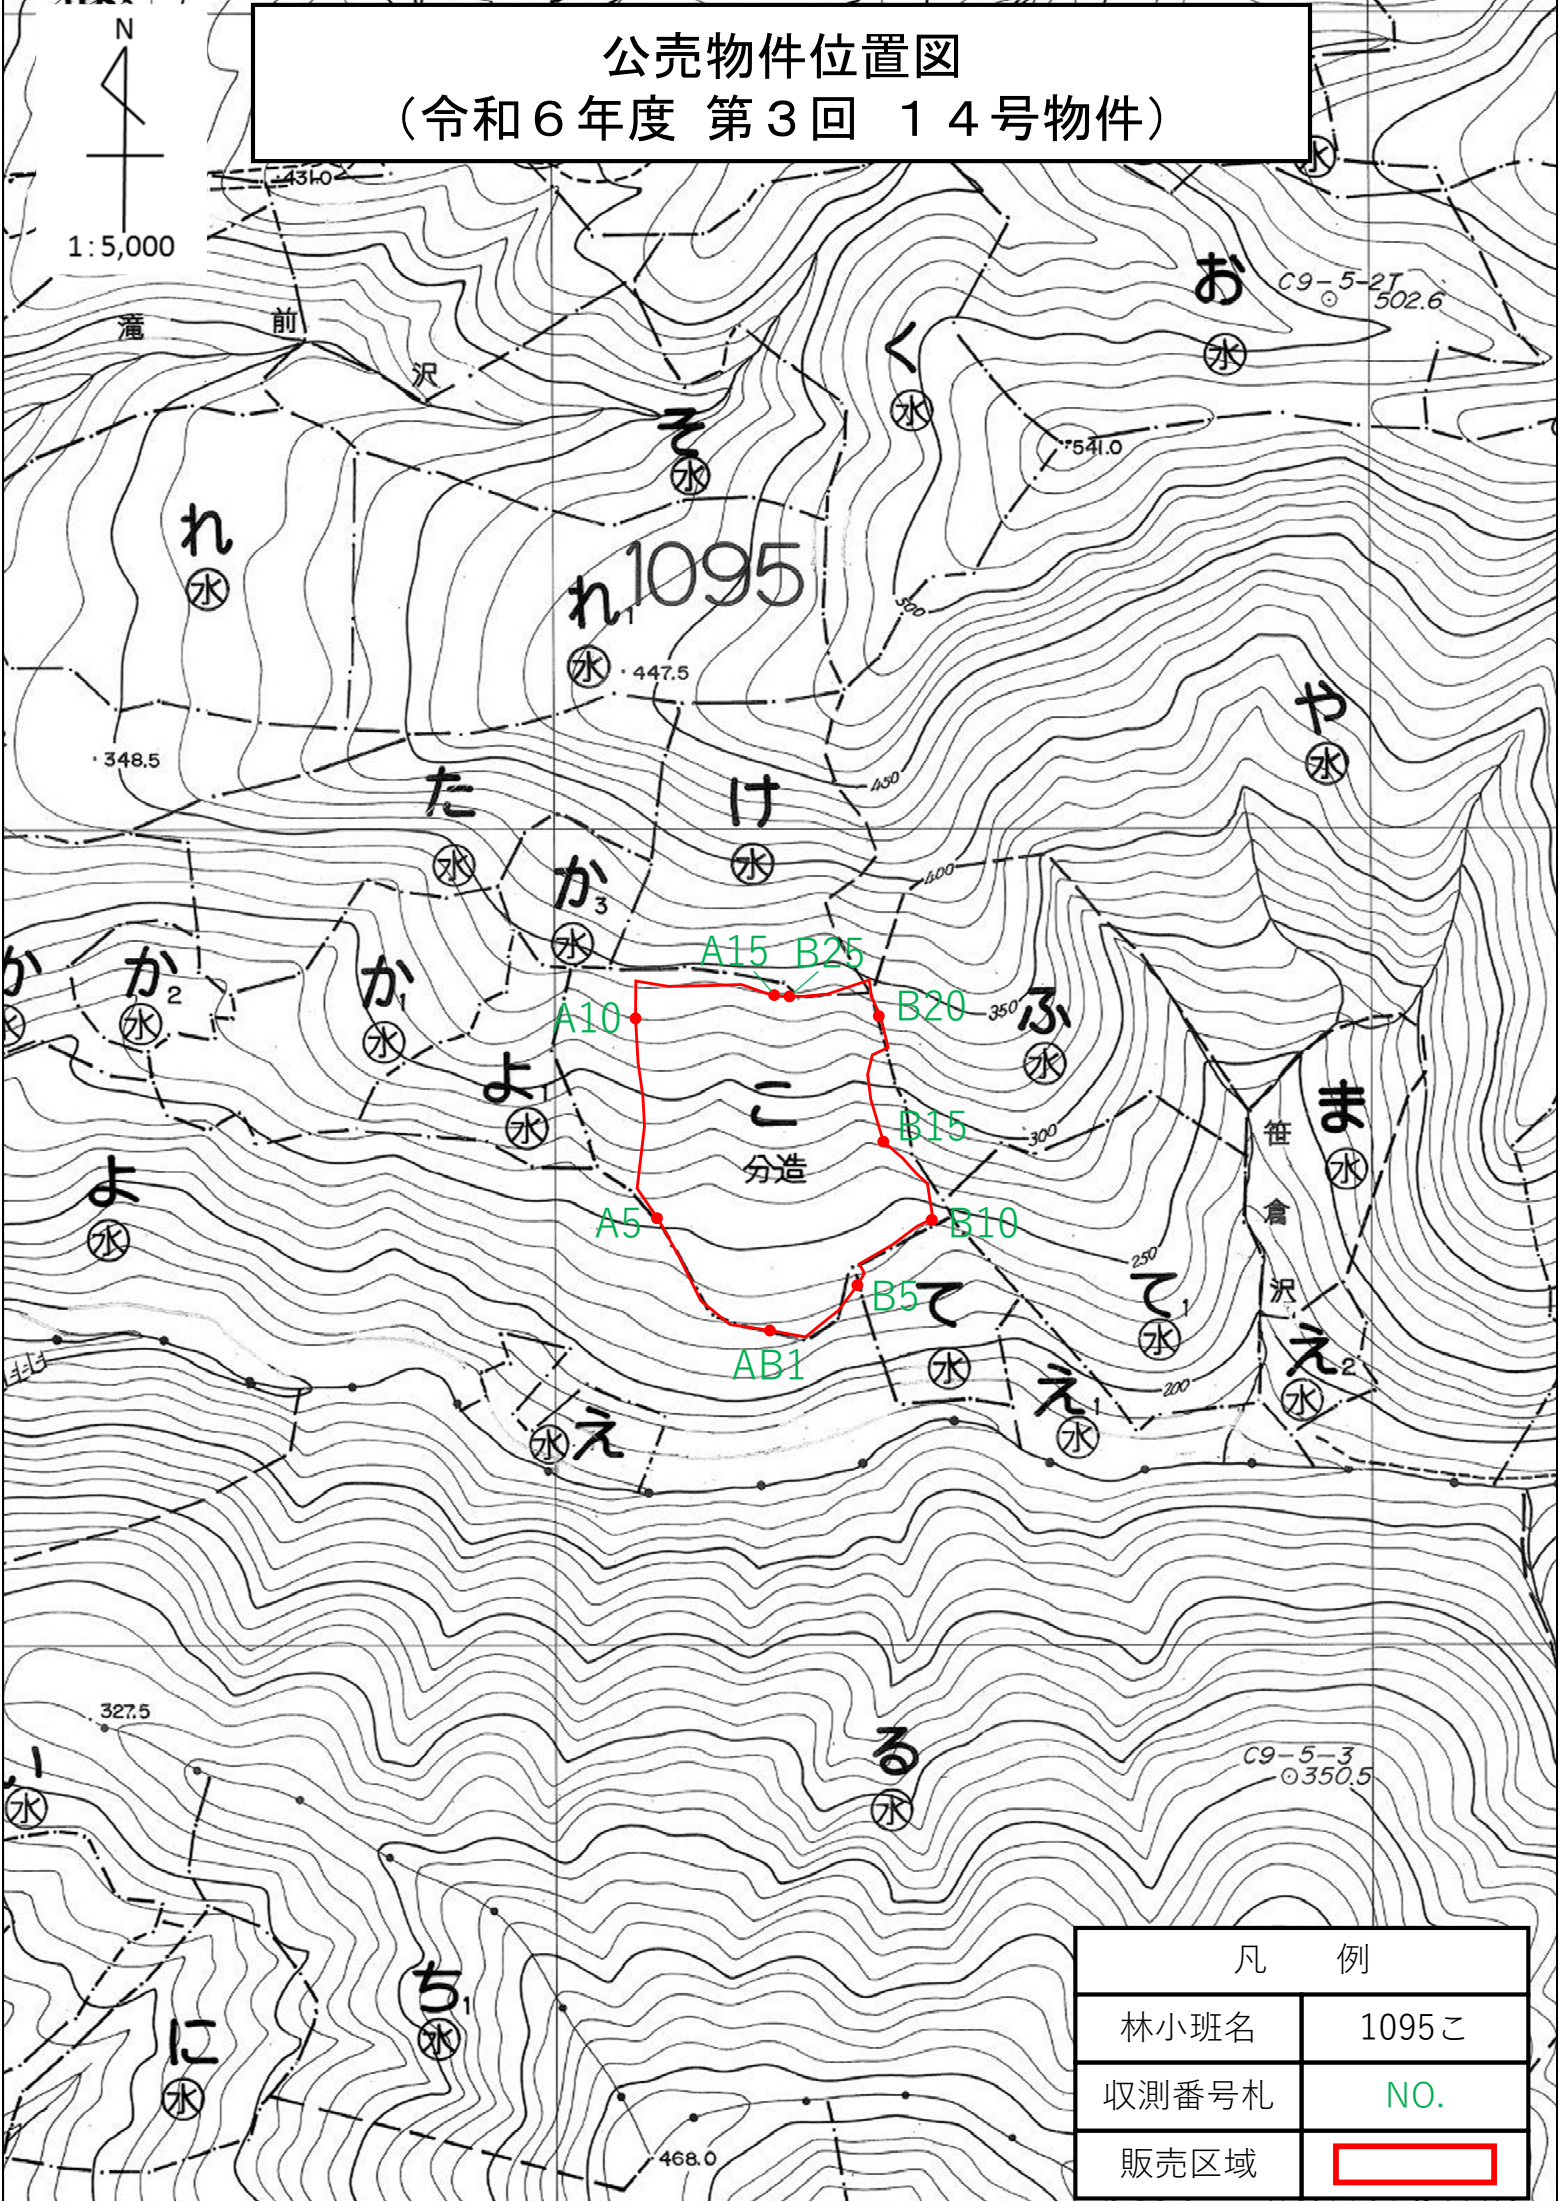 公売物件位置図
（令和６年度 第３回 １４号物件）
N
1:5,000
431.0
お
C9-5-2T
502.6
水
水
滝 前 沢
く
水
541.0
そ
水
れ
水
1095
れ1
水
447.5
500
や
水
348.5
た
水
け
水
450
400
か3
水
か
水
か2
水
か1
水
A15 B25
A10
B20
350
ふ
水
よ1
水
こ
分造
B15
300
笹 倉 沢
ま
水
よ
水
A5
B10
250
B5
て
水
て1
水
AB1
え
水
え1
水
200
え2
水
327.5
い
水
る
水
C9-5-3
350.5
ち1
水
に
水
468.0
凡 例
林小班名 1095こ
収測番号札 NO.
販売区域